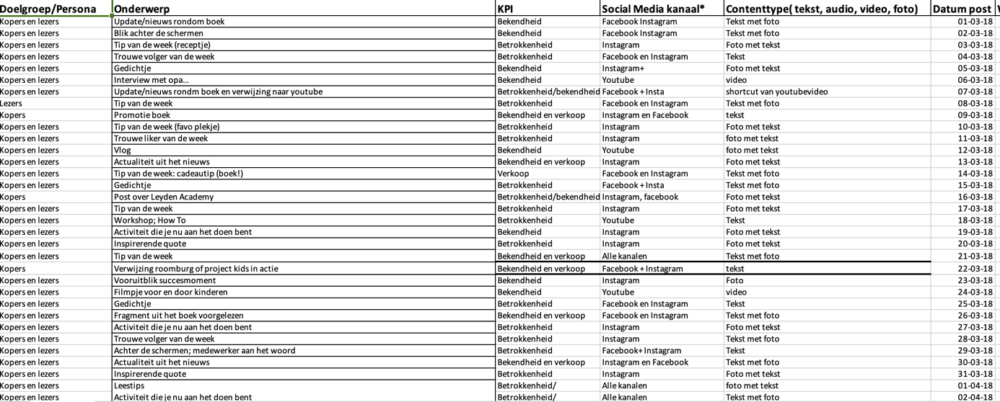 Doelgroep/Persona Onderwerp KPI Social Media kanaal* Contenttype( tekst, audio, video, foto) Datum post
Kopers en lezers Update/nieuws rondom boek Bekendheid Facebook Instagram Tekst met foto 01-03-18
Kopers en lezers Blik achter de schermen Bekendheid Facebook Instagram Tekst met foto 02-03-18
Kopers en lezers Tip van de week (receptje) Betrokkenheid Instagram Foto met tekst 03-03-18
Kopers en lezers Trouwe volger van de week Betrokkenheid Facebook en Instagram Tekst 04-03-18
Kopers en lezers Gedichtje Bekendheid Instagram+ Foto met tekst 05-03-18
Kopers en lezers Interview met opa... Bekendheid Youtube video 06-03-18
Kopers en lezers Update/nieuws rondm boek en verwijzing naar youtube Betrokkenheid/bekendheid Facebook + Insta shortcut van youtubevideo 07-03-18
Lezers Tip van de week Betrokkenheid Facebook en Instagram Tekst met foto 08-03-18
Kopers Promotie boek Bekendheid en verkoop Instagram en Facebook tekst 09-03-18
Kopers en lezers Tip van de week (favo plekje) Betrokkenheid Instagram Foto met tekst 10-03-18
Kopers en lezers Trouwe liker van de week Betrokkenheid Instagram foto met tekst 11-03-18
Kopers en lezers Vlog Bekendheid Youtube foto met tekst 12-03-18
Kopers en lezers Actualiteit uit het nieuws Bekendheid en verkoop Instagram Foto met tekst 13-03-18
Kopers en lezers Tip van de week: cadeautip (boek!) Verkoop Facebook en Instagram Tekst met foto 14-03-18
Kopers en lezers Gedichtje Betrokkenheid Facebook + Insta Tekst met foto 15-03-18
Kopers Post over Leyden Academy Betrokkenheid/bekendheid Instagram, facebook Foto met tekst 16-03-18
Kopers en lezers Tip van de week Betrokkenheid Instagram Foto met tekst 17-03-18
Kopers en lezers Workshop; How To Betrokkenheid Youtube Tekst 18-03-18
Kopers en lezers Activiteit die je nu aan het doen bent Bekendheid Instagram Foto met tekst 19-03-18
Kopers en lezers Inspirerende quote Betrokkenheid Instagram Foto met tekst 20-03-18
Kopers en lezers Tip van de week Bekendheid en verkoop Alle kanalen Tekst met foto 21-03-18
Kopers Verwijzing roomburg of project kids in actie Bekendheid en verkoop Facebook + Instagram tekst 22-03-18
Kopers en lezers Vooruitblik succesmoment Bekendheid Instagram Foto 23-03-18
Kopers en lezers Filmpje voor en door kinderen Bekendheid Youtube video 24-03-18
Kopers en lezers Gedichtje Betrokkenheid Facebook en Instagram Tekst 25-03-18
Kopers en lezers Fragment uit het boek voorgelezen Bekendheid en verkoop Facebook en Instagram Tekst met foto 26-03-18
Kopers en lezers Activiteit die je nu aan het doen bent Betrokkenheid Instagram Foto met tekst 27-03-18
Kopers en lezers Trouwe volger van de week Betrokkenheid Instagram Tekst met foto 28-03-18
Kopers en lezers Achter de schermen; medewerker aan het woord Betrokkenheid Facebook+ Instagram Tekst 29-03-18
Kopers en lezers Actualiteit uit het nieuws Bekendheid en verkoop Instagram en Facebook Tekst met foto 30-03-18
Kopers en lezers Inspirerende quote Betrokkenheid Instagram Foto met tekst 31-03-18
Kopers en lezers Leestips Betrokkenheid/ Alle kanalen foto met tekst 01-04-18
Kopers en lezers Activiteit die je nu aan het doen bent Betrokkenheid/ Alle kanalen Tekst met foto 02-04-18